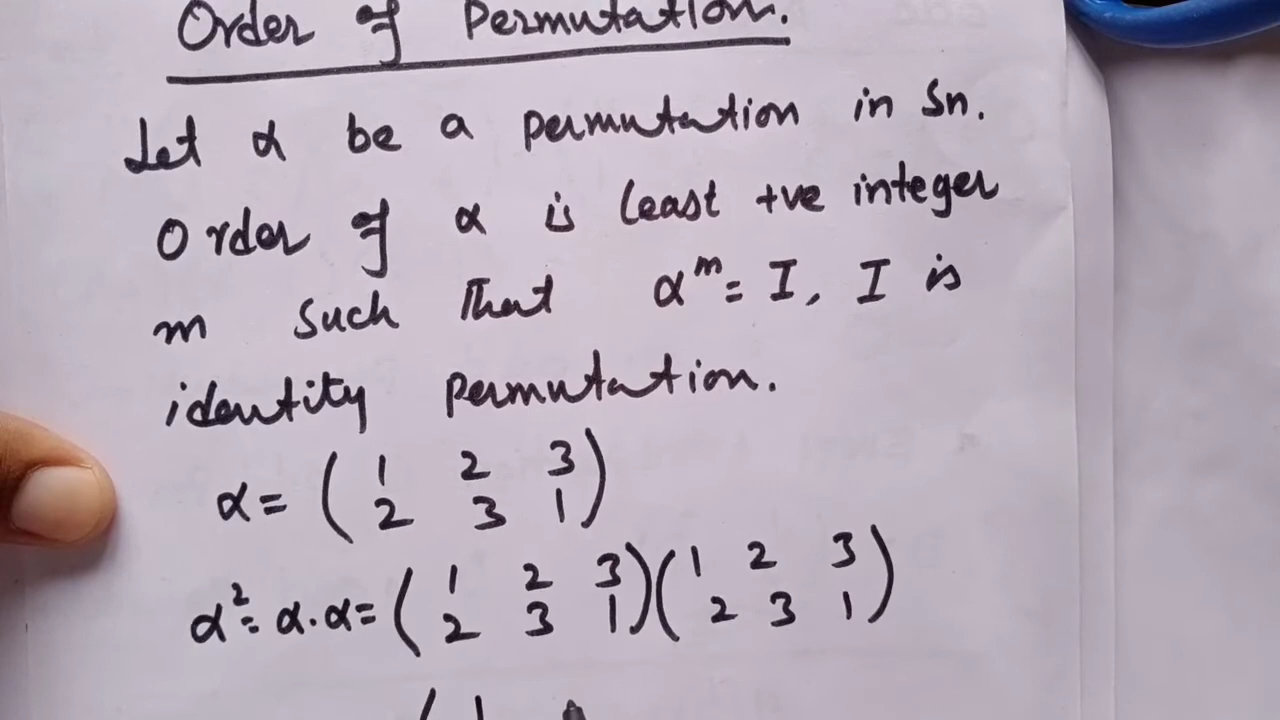 Order of Permutation.
Let α be a permutation in Sn.
Order of α is least +ve integer
m such that α^m = I, I is
identity permutation.
α = ( 1 2 3 )
2 3 1
α² = α.α = ( 1 2 3 ) ( 1 2 3 )
2 3 1 2 3 1
( 1